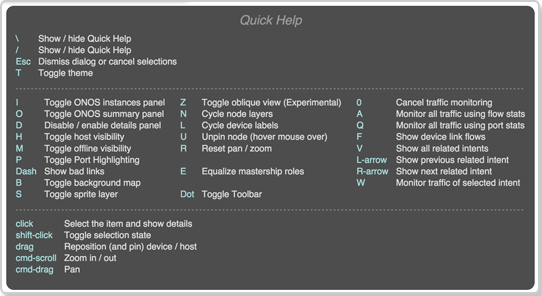 Quick Help
\ Show / hide Quick Help
/ Show / hide Quick Help
Esc Dismiss dialog or cancel selections
T Toggle theme
I Toggle ONOS instances panel Z Toggle oblique view (Experimental) 0 Cancel traffic monitoring
O Toggle ONOS summary panel N Cycle node layers A Monitor all traffic using flow stats
D Disable / enable details panel L Cycle device labels Q Monitor all traffic using port stats
H Toggle host visibility U Unpin node (hover mouse over) F Show device link flows
M Toggle offline visibility R Reset pan / zoom V Show all related intents
P Toggle Port Highlighting L-arrow Show previous related intent
Dash Show bad links E Equalize mastership roles R-arrow Show next related intent
B Toggle background map W Monitor traffic of selected intent
S Toggle sprite layer Dot Toggle Toolbar
click Select the item and show details
shift-click Toggle selection state
drag Reposition (and pin) device / host
cmd-scroll Zoom in / out
cmd-drag Pan